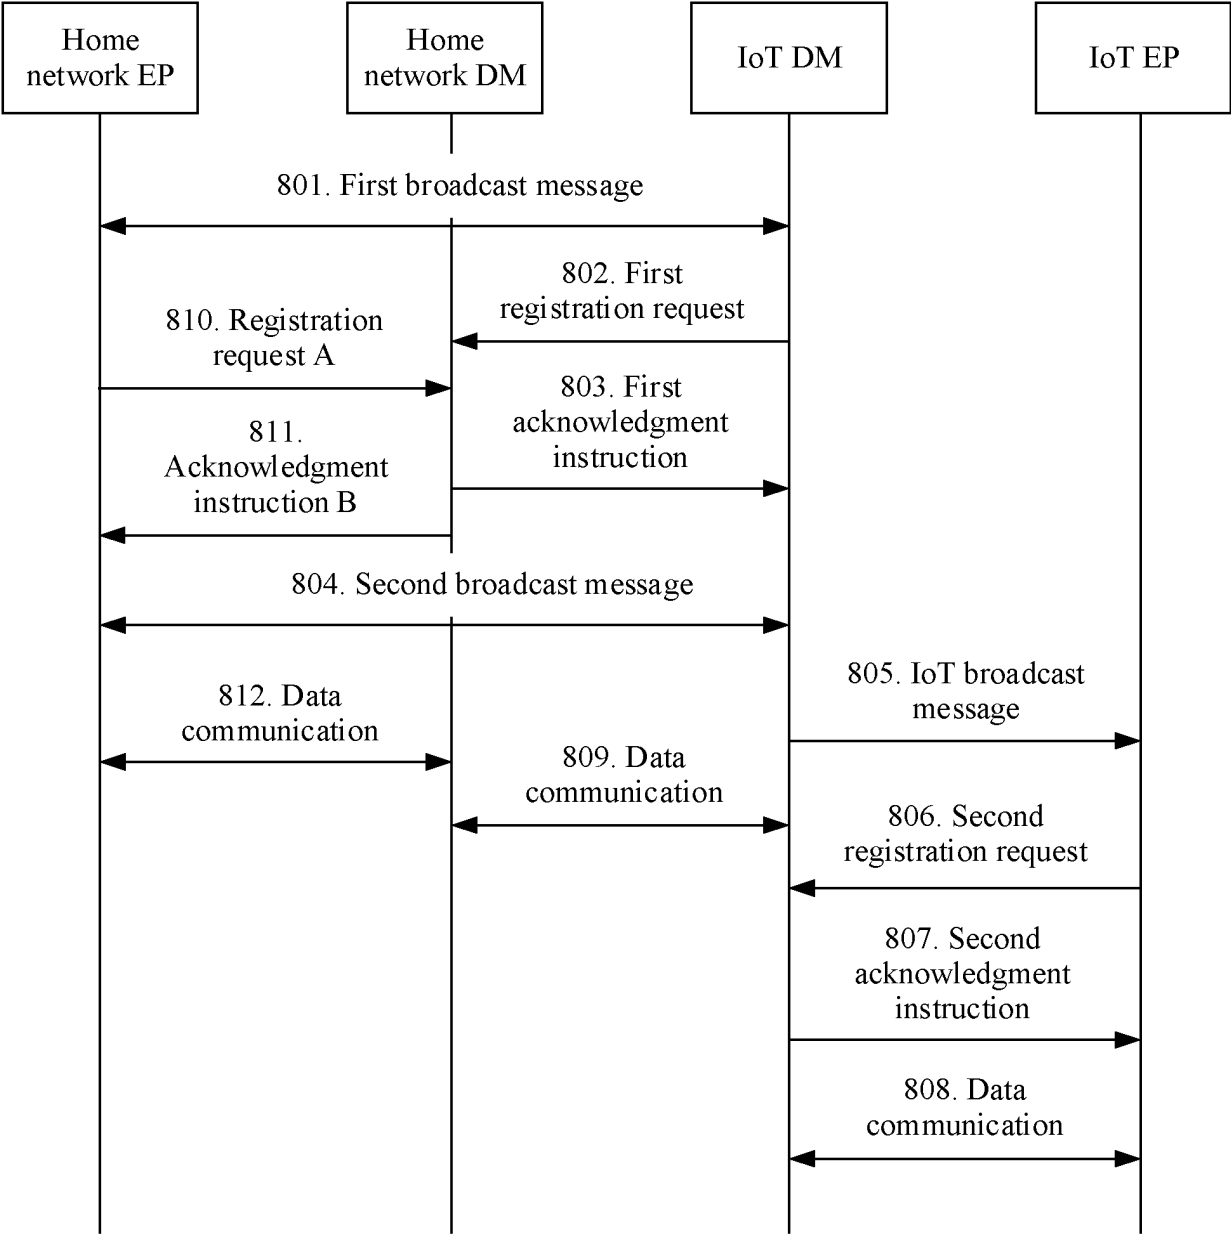 Home
network EP
Home
network DM
IoT DM
IoT EP
801. First broadcast message
802. First
registration request
810. Registration
request A
803. First
acknowledgment
instruction
811.
Acknowledgment
instruction B
804. Second broadcast message
805. IoT broadcast
message
812. Data
communication
809. Data
communication
806. Second
registration request
807. Second
acknowledgment
instruction
808. Data
communication